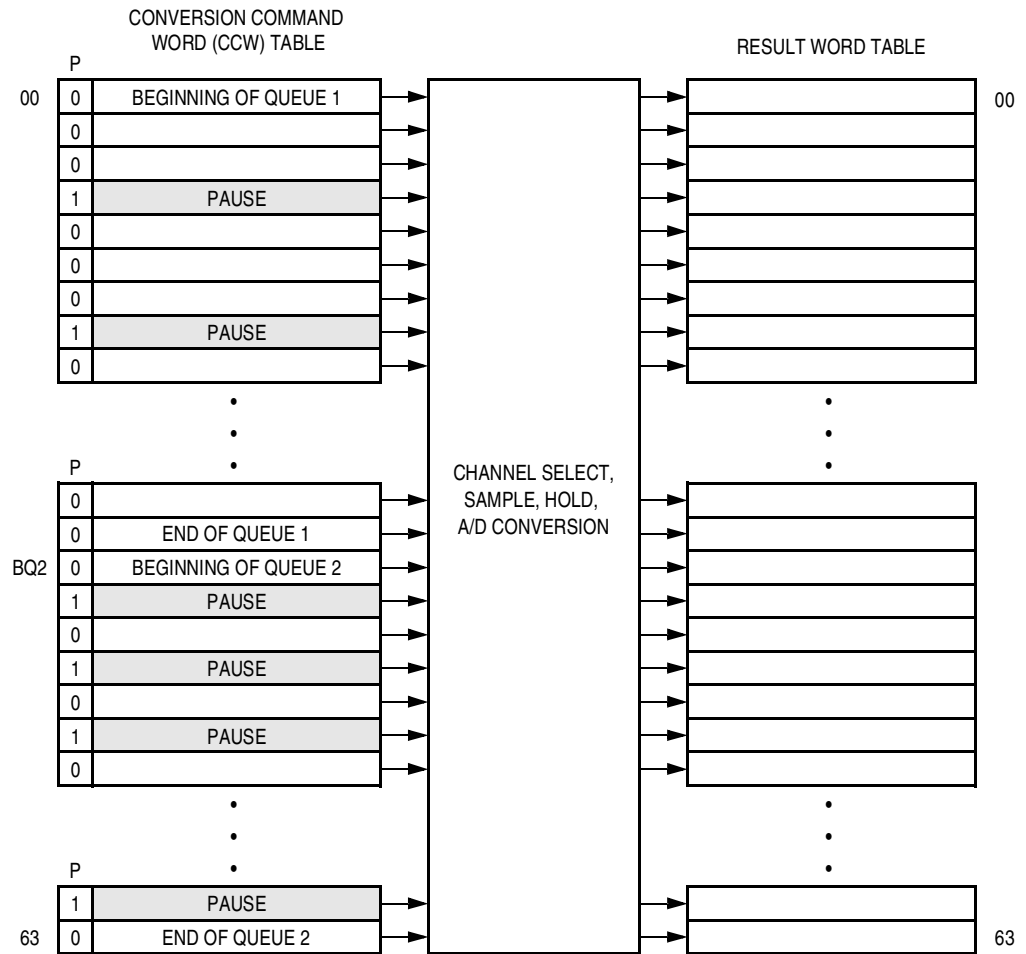 CONVERSION COMMAND
WORD (CCW) TABLE
RESULT WORD TABLE
P
00 0 BEGINNING OF QUEUE 1 00
0
0
1 PAUSE
0
0
0
1 PAUSE
0
P
CHANNEL SELECT,
SAMPLE, HOLD,
A/D CONVERSION
0
0 END OF QUEUE 1
BQ2 0 BEGINNING OF QUEUE 2
1 PAUSE
0
1 PAUSE
0
1 PAUSE
0
P
1 PAUSE
63 0 END OF QUEUE 2 63